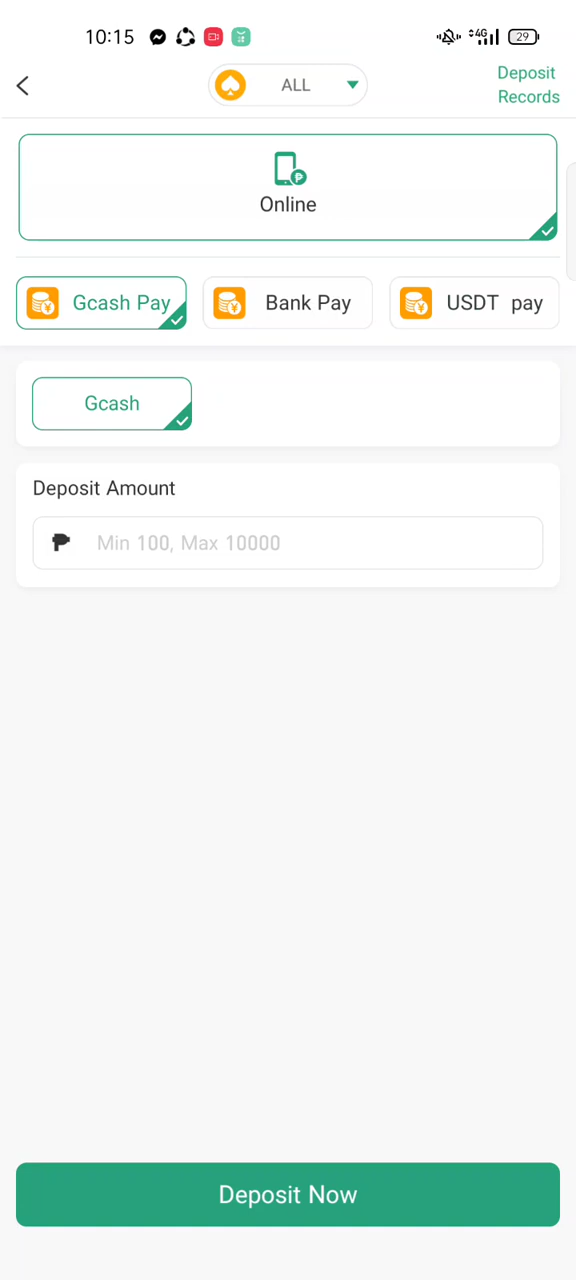 10:15
4G
29
ALL
Deposit
Records
Online
Gcash Pay
Bank Pay
USDT pay
Gcash
Deposit Amount
₱ Min 100, Max 10000
Deposit Now